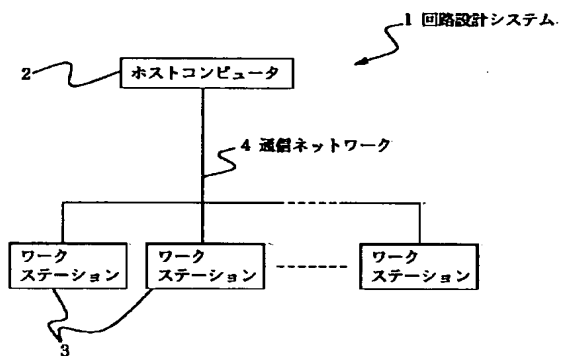 1 回路設計システム
2
ホストコンピュータ
4 通信ネットワーク
ワーク
ステーション
ワーク
ステーション
ワーク
ステーション
3